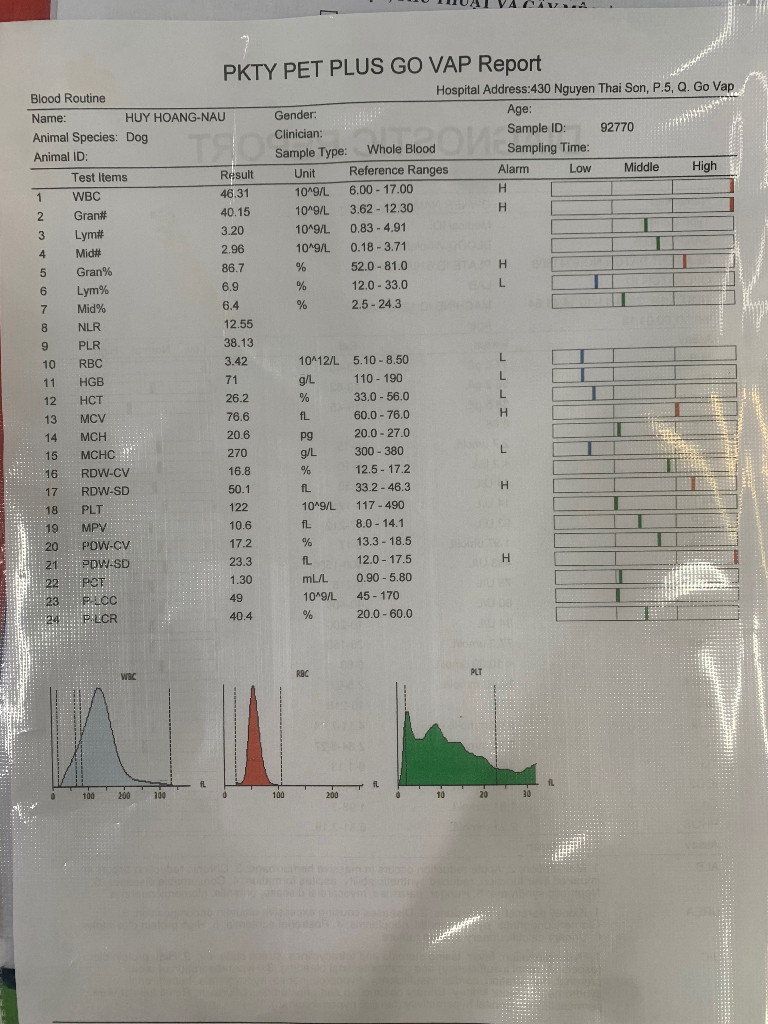 PKTY PET PLUS GO VAP Report
Blood Routine Hospital Address:430 Nguyen Thai Son, P.5, Q. Go Vap
Name: HUY HOANG-NAU Gender: Age:
Animal Species: Dog Clinician: Sample ID: 92770
Animal ID: Sample Type: Whole Blood Sampling Time:
Test Items Result Unit Reference Ranges Alarm Low Middle High
1 WBC 46.31 10^9/L 6.00 - 17.00 H
2 Gran# 40.15 10^9/L 3.62 - 12.30 H
3 Lym# 3.20 10^9/L 0.83 - 4.91
4 Mid# 2.96 10^9/L 0.18 - 3.71
5 Gran% 86.7 % 52.0 - 81.0 H
6 Lym% 6.9 % 12.0 - 33.0 L
7 Mid% 6.4 % 2.5 - 24.3
8 NLR 12.55
9 PLR 38.13
10 RBC 3.42 10^12/L 5.10 - 8.50 L
11 HGB 71 g/L 110 - 190 L
12 HCT 26.2 % 33.0 - 56.0 L
13 MCV 76.6 fL 60.0 - 76.0 H
14 MCH 20.6 pg 20.0 - 27.0
15 MCHC 270 g/L 300 - 380 L
16 RDW-CV 16.8 % 12.5 - 17.2
17 RDW-SD 50.1 fL 33.2 - 46.3 H
18 PLT 122 10^9/L 117 - 490
19 MPV 10.6 fL 8.0 - 14.1
20 PDW-CV 17.2 % 13.3 - 18.5
21 PDW-SD 23.3 fL 12.0 - 17.5 H
22 PCT 1.30 mL/L 0.90 - 5.80
23 P-LCC 49 10^9/L 45 - 170
24 P-LCR 40.4 % 20.0 - 60.0
WBC RBC PLT
0 100 200 300 fL 0 100 200 fL 0 10 20 30 fL